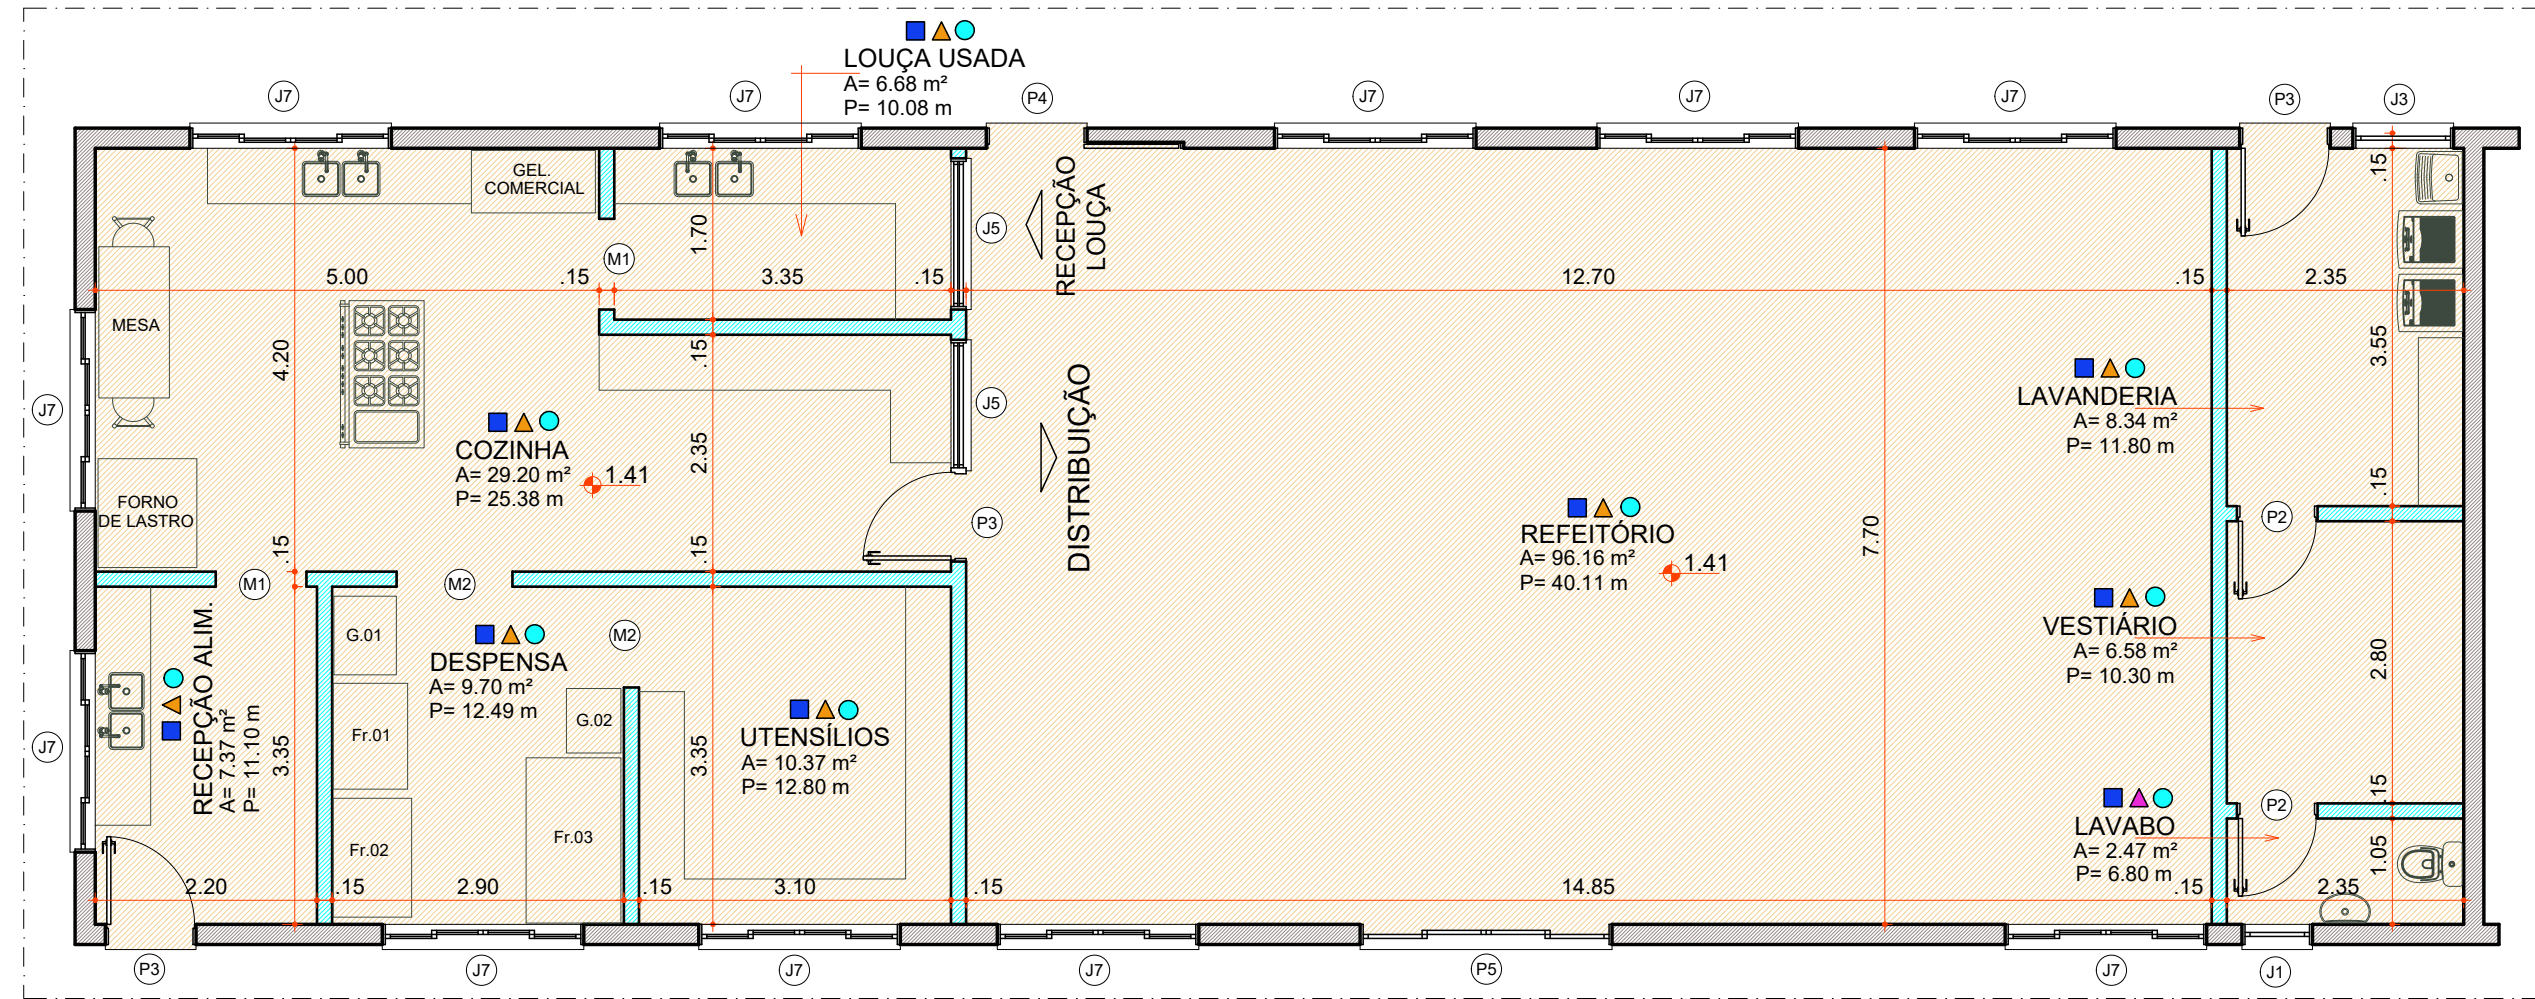 LOUÇA USADA
A= 6.68 m²
P= 10.08 m
J7
J7
P4
J7
J7
J7
P3
J3
GEL.
COMERCIAL
RECEPÇÃO
LOUÇA
1.70
.15
J5
M1
5.00
.15
3.35
.15
12.70
.15
2.35
MESA
4.20
.15
3.55
J7
J5
LAVANDERIA
A= 8.34 m²
P= 11.80 m
COZINHA
A= 29.20 m²
P= 25.38 m
1.41
2.35
DISTRIBUIÇÃO
.15
FORNO
DE LASTRO
P3
REFEITÓRIO
A= 96.16 m²
P= 40.11 m
1.41
7.70
P2
.15
.15
M1
M2
RECEPÇÃO ALIM.
A= 7.37 m²
P= 11.10 m
G.01
M2
DESPENSA
A= 9.70 m²
P= 12.49 m
VESTIÁRIO
A= 6.58 m²
P= 10.30 m
2.80
J7
3.35
Fr.01
G.02
3.35
UTENSÍLIOS
A= 10.37 m²
P= 12.80 m
.15
P2
LAVABO
A= 2.47 m²
P= 6.80 m
1.05
Fr.02
Fr.03
2.20
.15
2.90
.15
3.10
.15
14.85
.15
2.35
P3
J7
J7
J7
P5
J7
J1